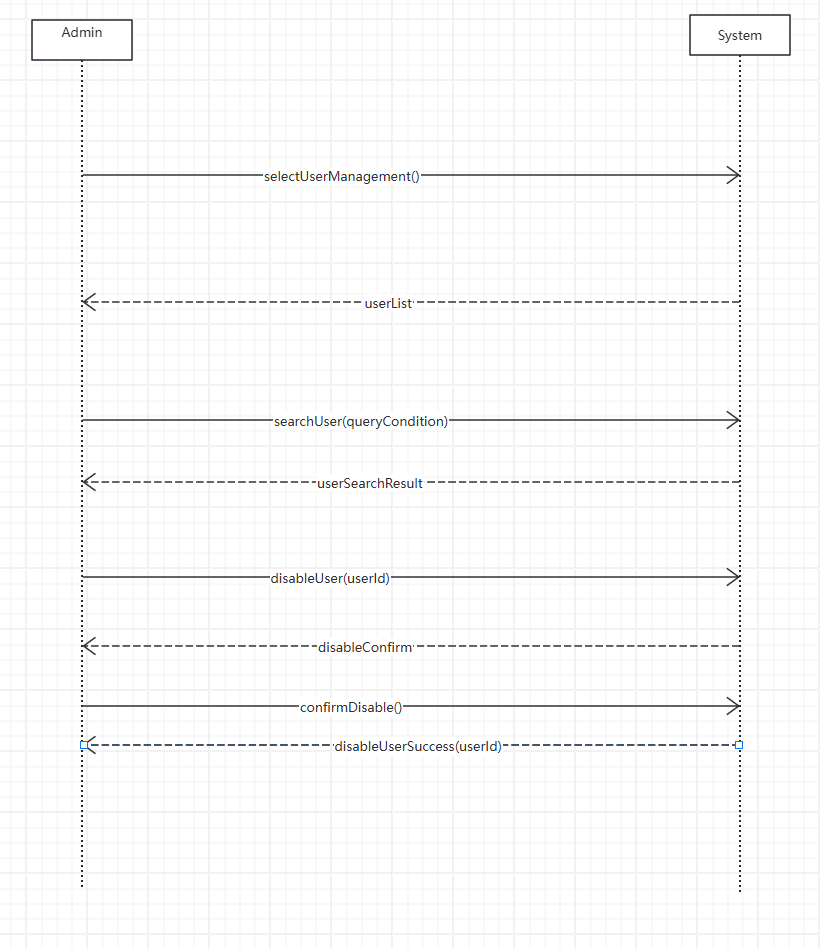 Admin
System
selectUserManagement()
userList
searchUser(queryCondition)
userSearchResult
disableUser(userId)
disableConfirm
confirmDisable()
disableUserSuccess(userId)